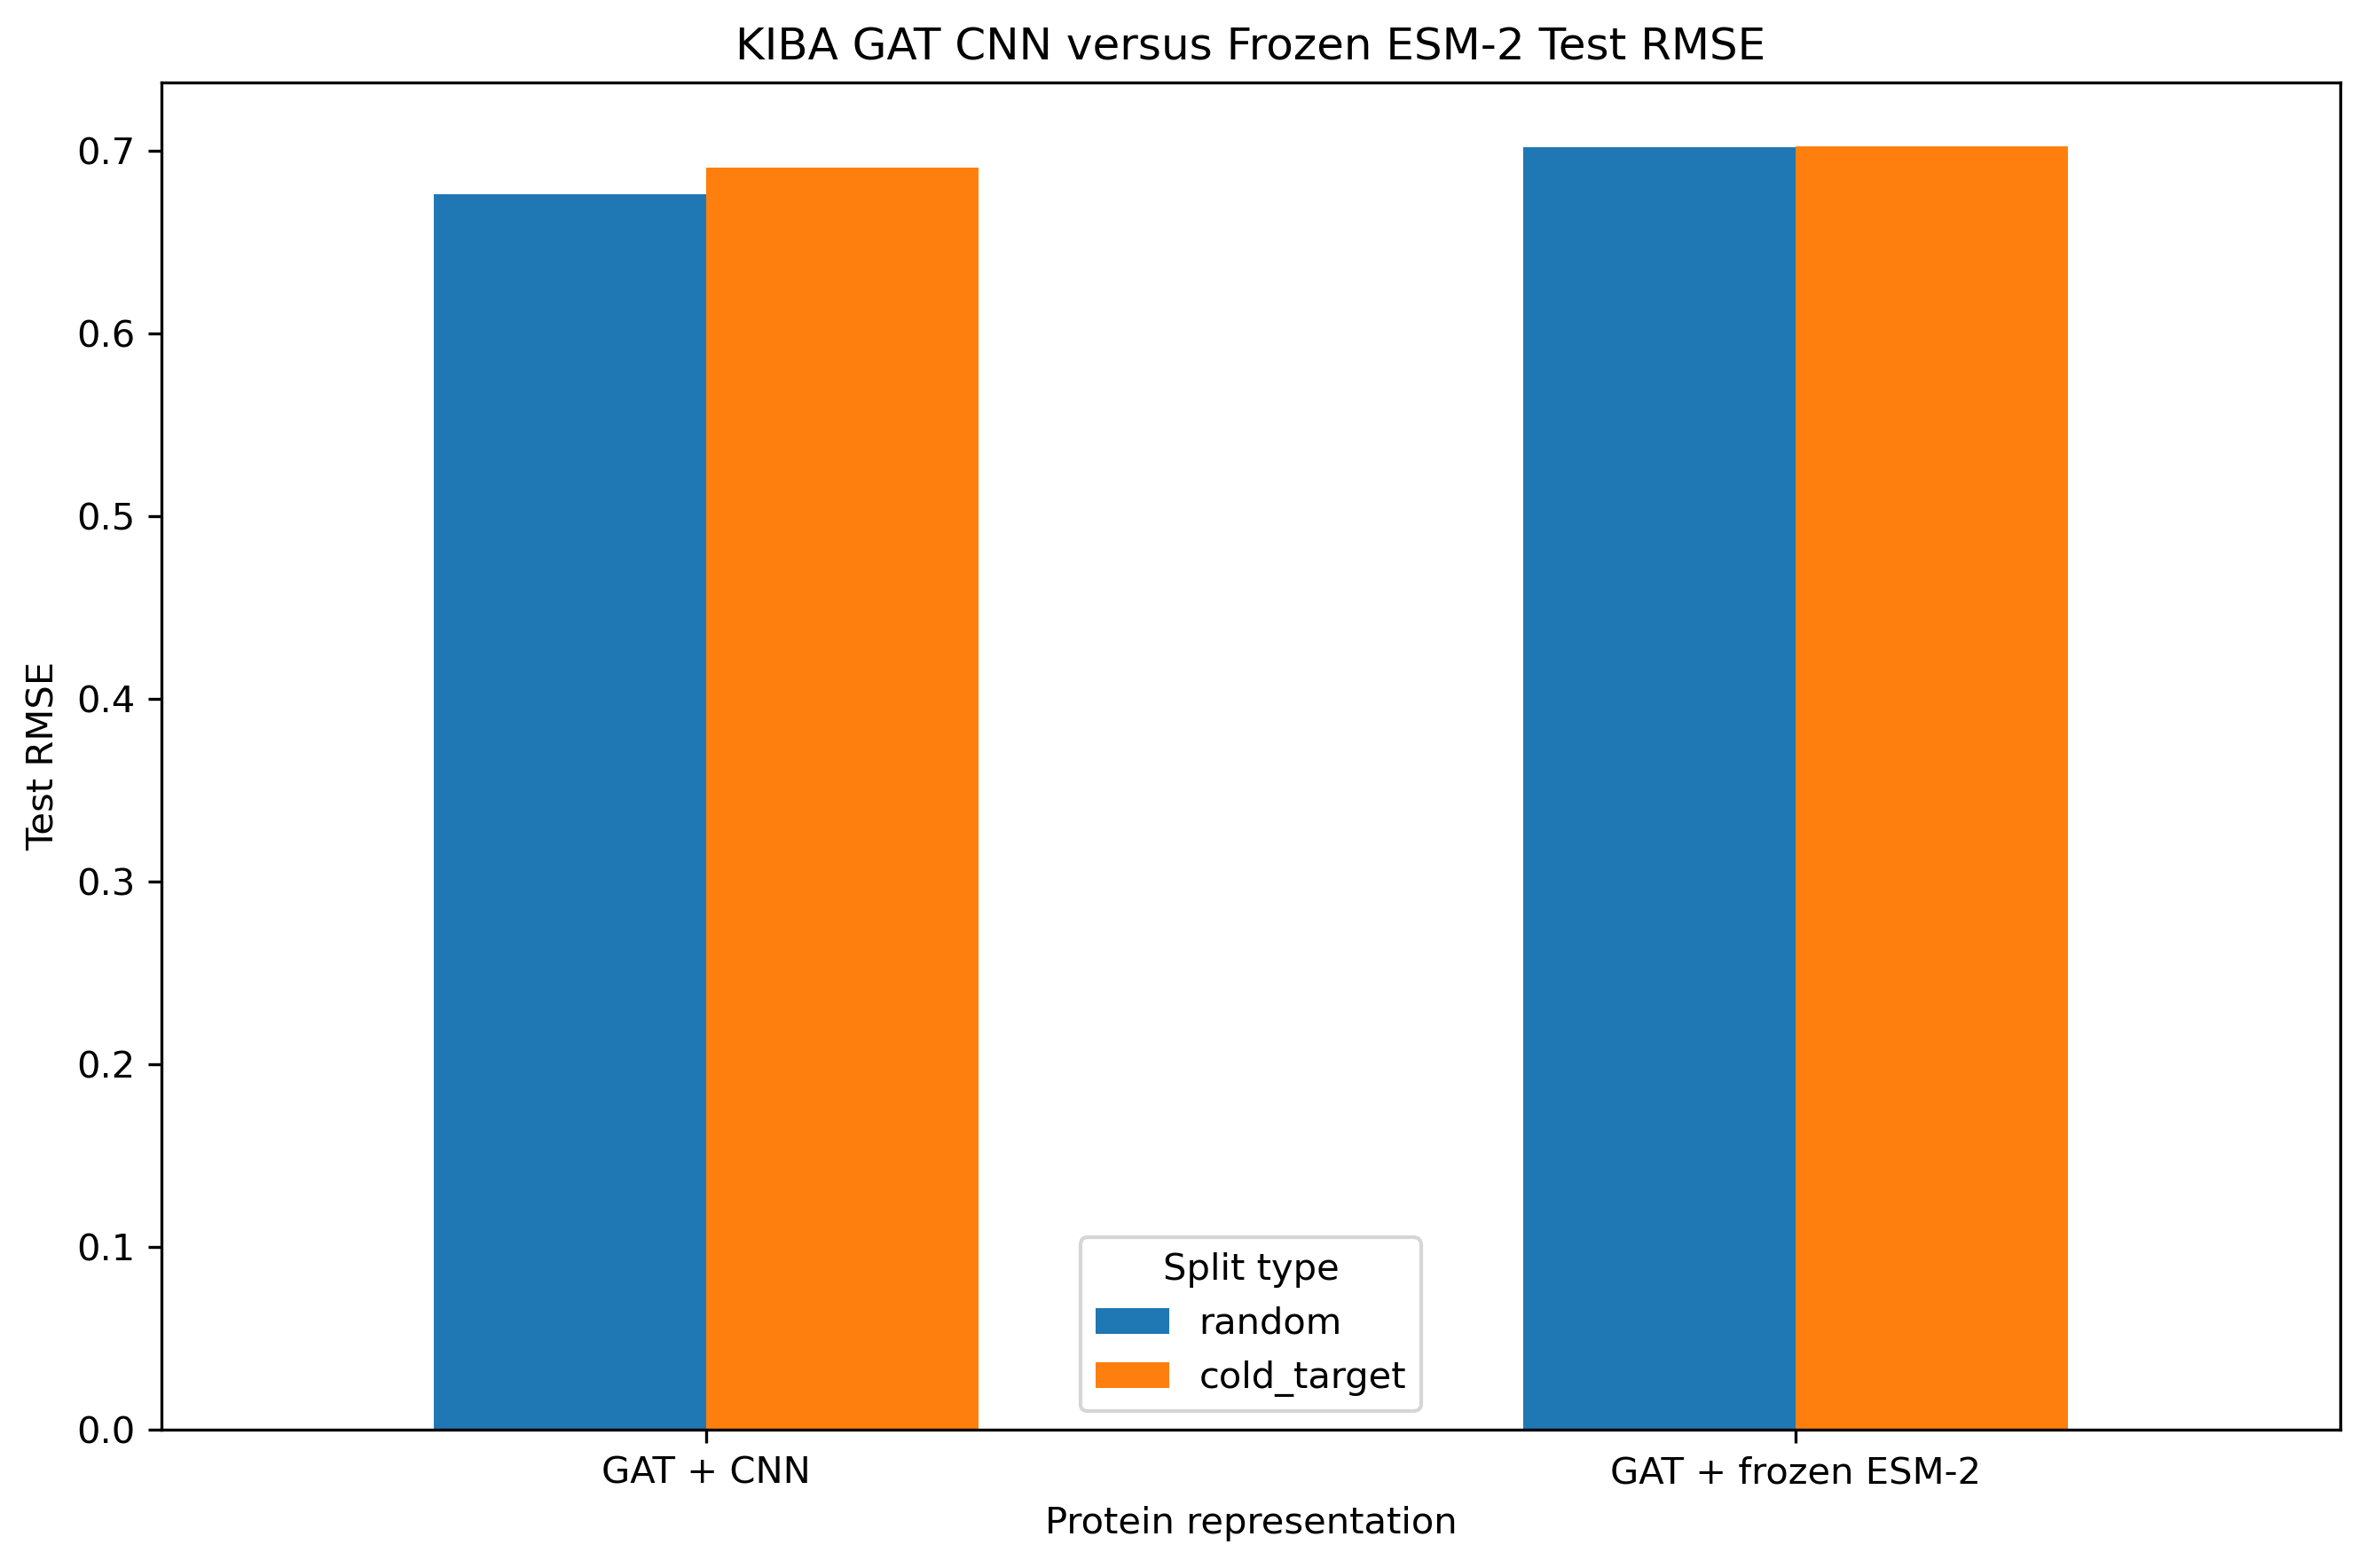 KIBA GAT CNN versus Frozen ESM-2 Test RMSE
Test RMSE
0.7
0.6
0.5
0.4
0.3
0.2
0.1
0.0
Split type
random
cold_target
GAT + CNN
GAT + frozen ESM-2
Protein representation